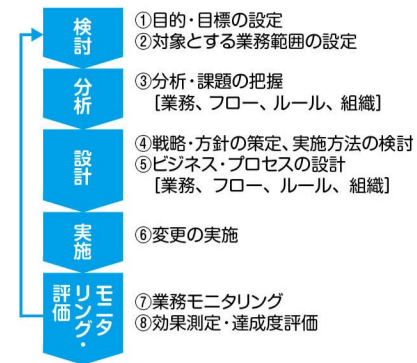 検討
①目的・目標の設定
②対象とする業務範囲の設定
分析
③分析・課題の把握
[業務、フロー、ルール、組織]
設計
④戦略・方針の策定、実施方法の検討
⑤ビジネス・プロセスの設計
[業務、フロー、ルール、組織]
実施
⑥変更の実施
モニタリング・評価
⑦業務モニタリング
⑧効果測定・達成度評価